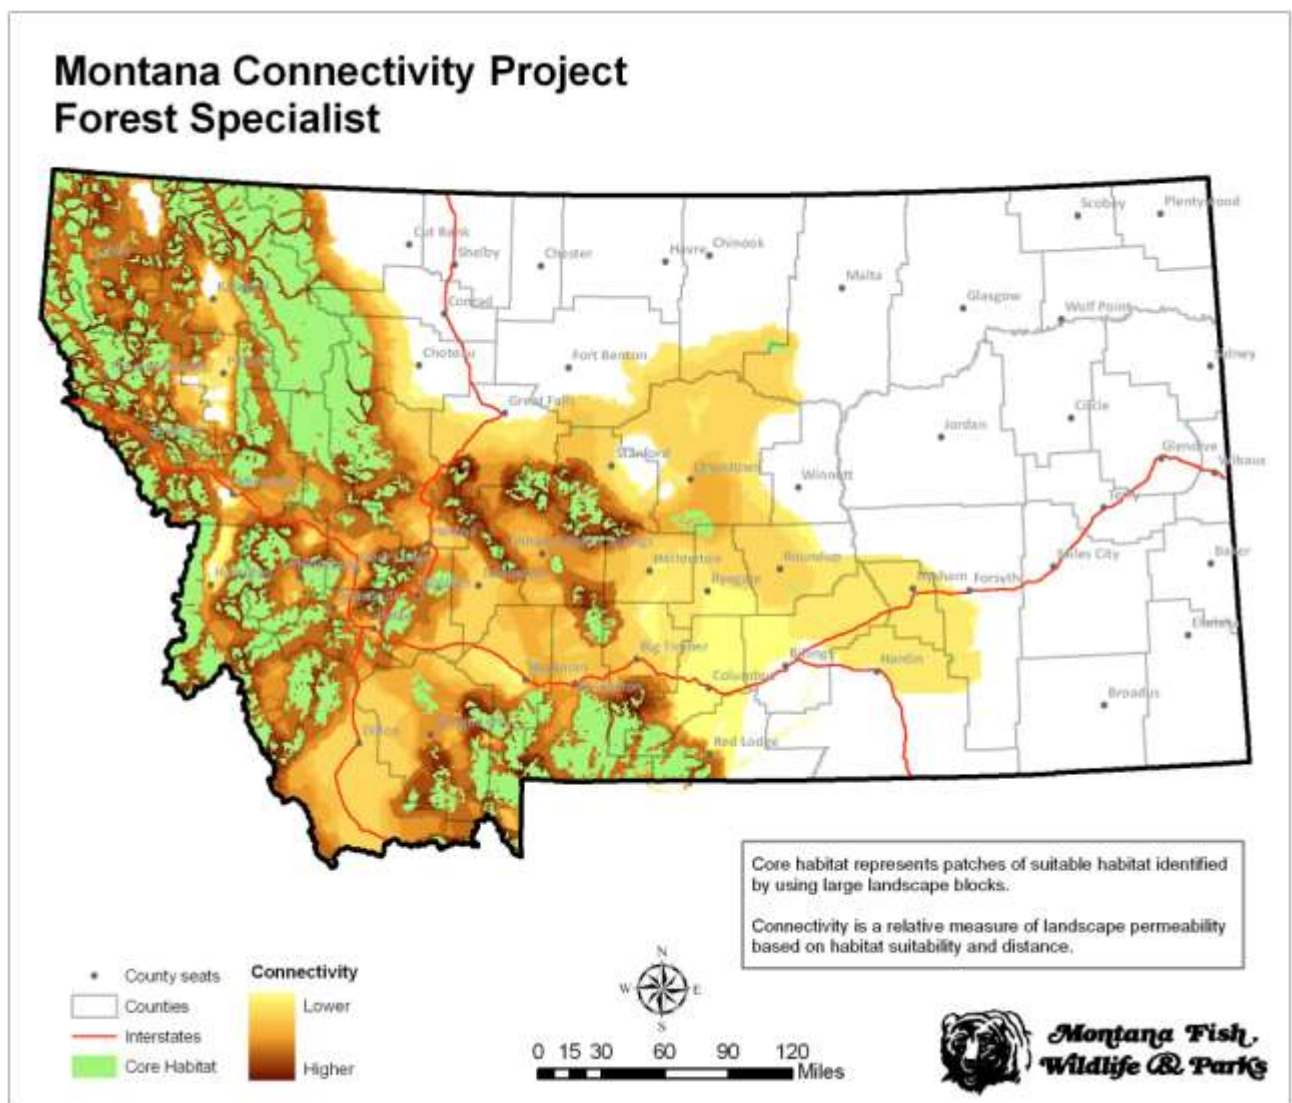 Montana Connectivity Project
Forest Specialist
Scobey
Plentywood
Cut Bank
Shelby
Chester
Havre
Chinook
Malta
Glasgow
Wolf Point
Conrad
Choteau
Fort Benton
Sidney
Great Falls
Circle
Jordan
Stanford
Lewistown
Winnett
Glendive
Wibaux
Terry
Miles City
Baker
Harlowton
Roundup
Ryegate
Hysham
Forsyth
Ekalaka
Big Timber
Billings
Hardin
Columbus
Broadus
Red Lodge
Dillon
Core habitat represents patches of suitable habitat identified
by using large landscape blocks.
Connectivity is a relative measure of landscape permeability
based on habitat suitability and distance.
County seats
Counties
Interstates
Core Habitat
Connectivity
Lower
Higher
N
W E
S
0 15 30 60 90 120
Miles
Montana Fish,
Wildlife & Parks